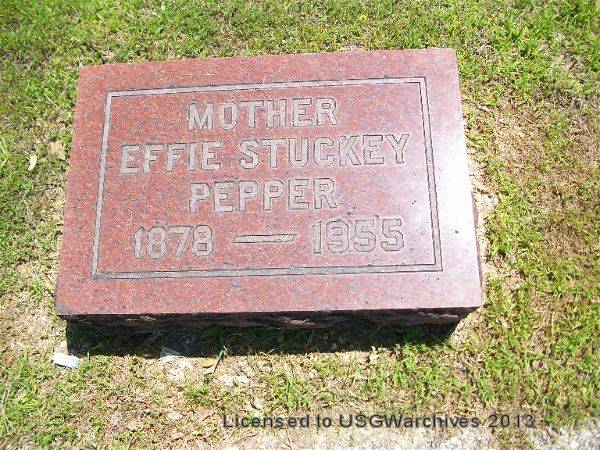 MOTHER
EFFIE STUCKEY
PEPPER
1878 — 1955
Licensed to USGWarchives 2013